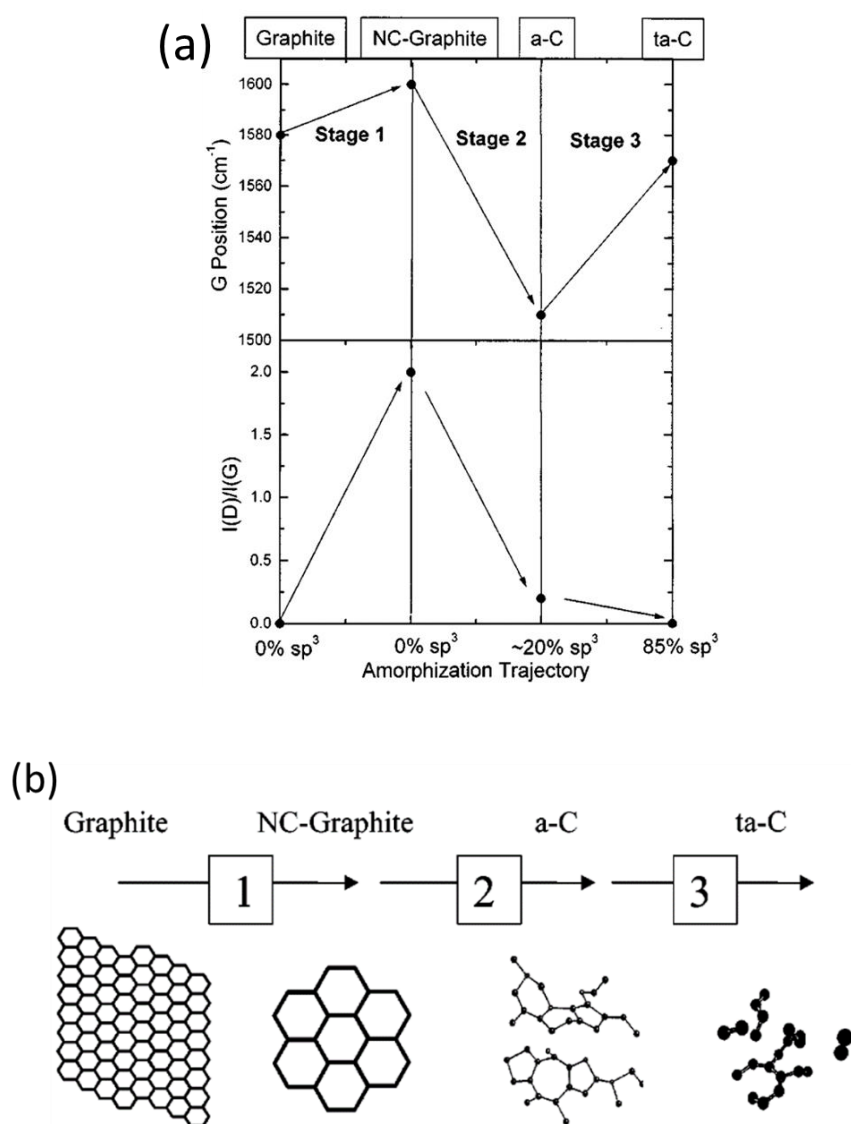 (a)
Graphite NC-Graphite a-C ta-C
1600
1580
1560
1540
1520
1500
G Position (cm⁻¹)
Stage 1 Stage 2 Stage 3
2.0
1.5
1.0
0.5
0.0
I(D)/I(G)
0% sp³ 0% sp³ ~20% sp³ 85% sp³
Amorphization Trajectory
(b)
Graphite NC-Graphite a-C ta-C
1 2 3